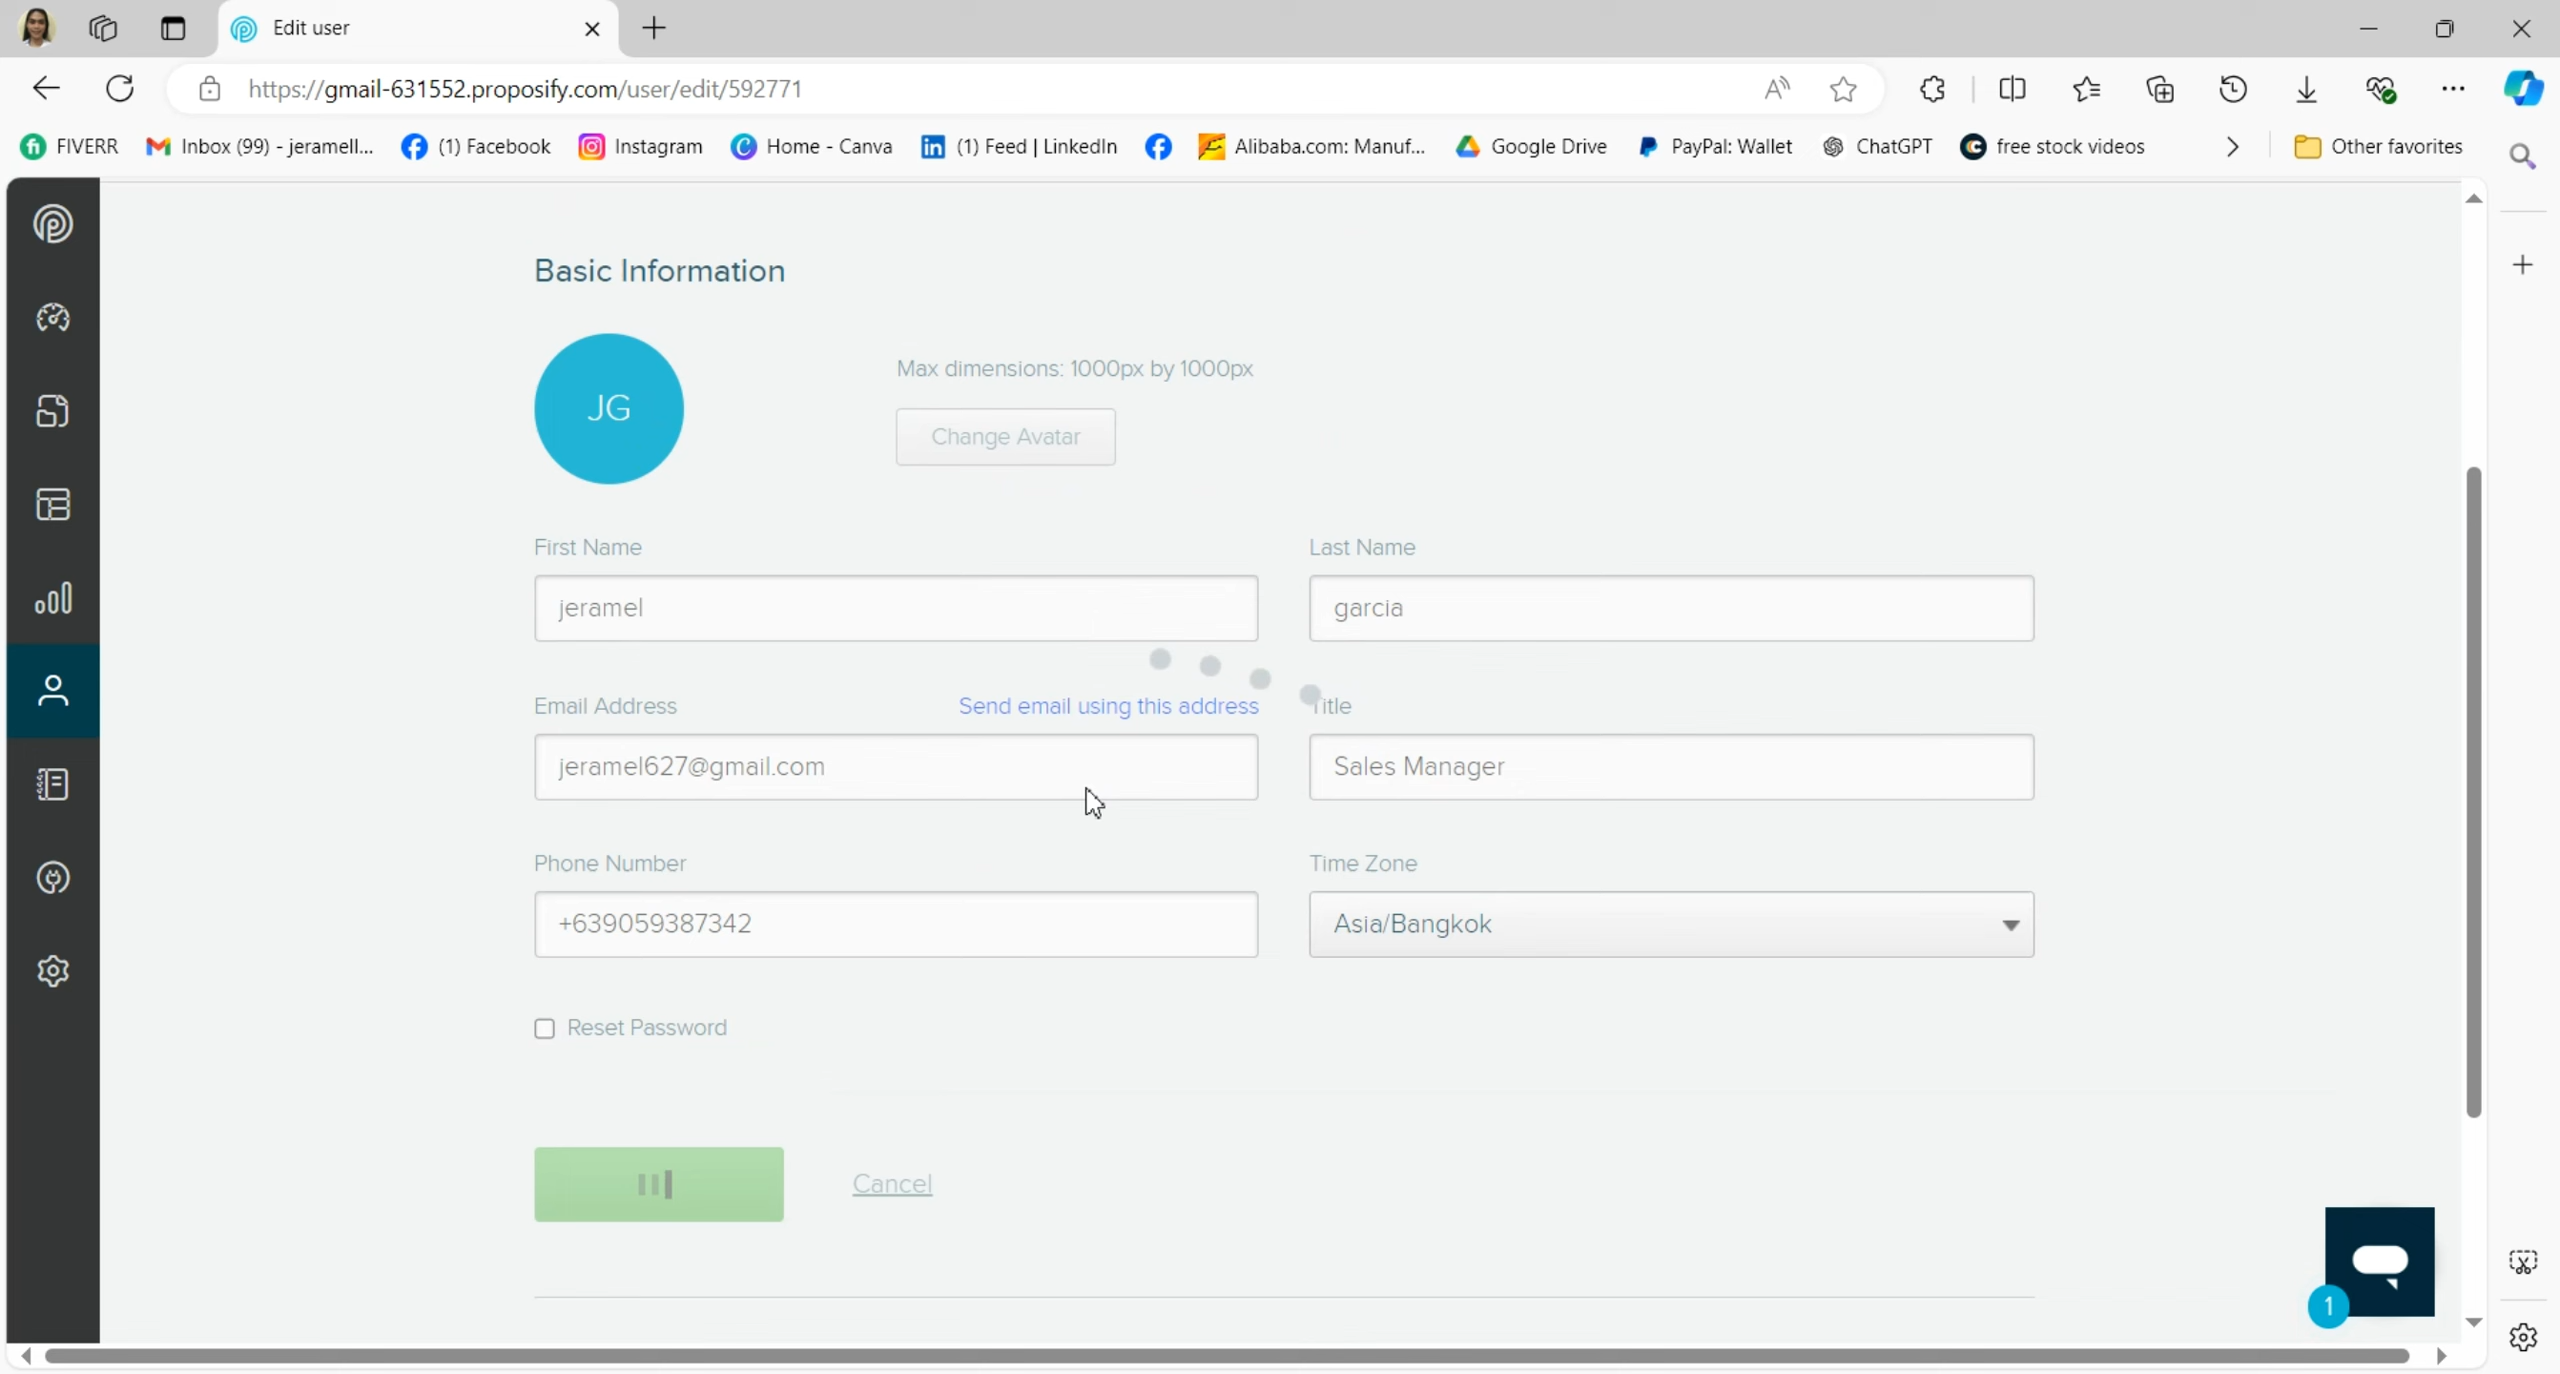 Edit user
https://gmail-631552.proposify.com/user/edit/592771
FIVERR Inbox (99) - jeramell... (1) Facebook Instagram Home - Canva (1) Feed | LinkedIn Alibaba.com: Manuf... Google Drive PayPal: Wallet ChatGPT free stock videos Other favorites
Basic Information
JG
Max dimensions: 1000px by 1000px
Change Avatar
First Name Last Name
jeramel garcia
Email Address Send email using this address Title
jeramel627@gmail.com Sales Manager
Phone Number Time Zone
+639059387342 Asia/Bangkok
Reset Password
Cancel
1